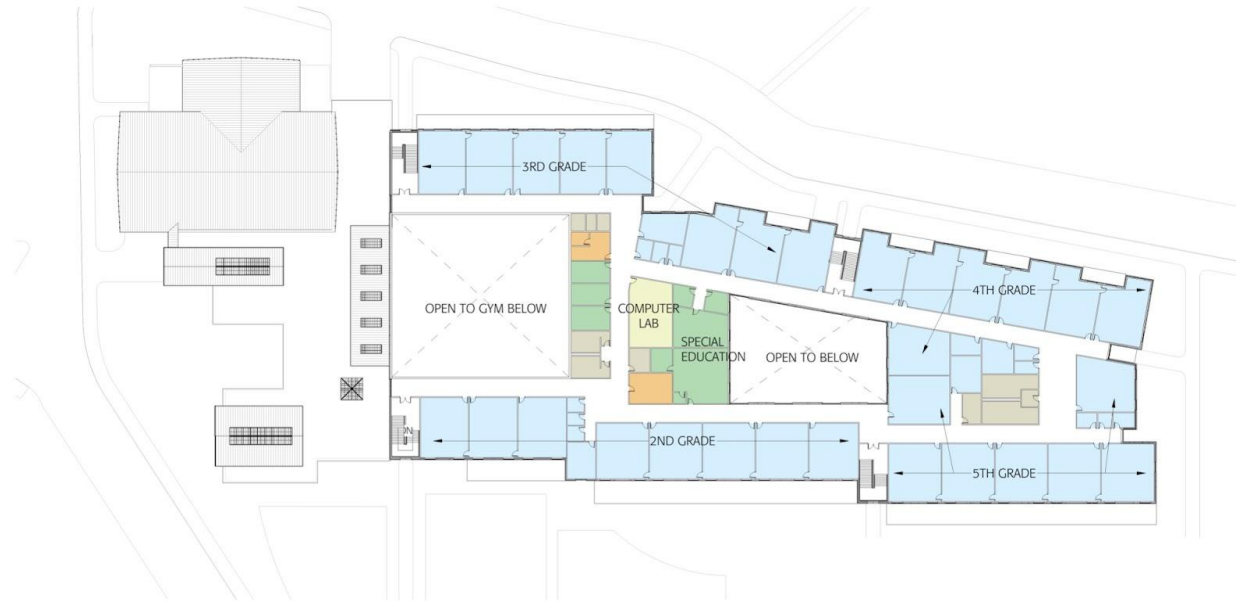 3RD GRADE
4TH GRADE
OPEN TO GYM BELOW
COMPUTER
LAB
SPECIAL
EDUCATION
OPEN TO BELOW
2ND GRADE
5TH GRADE